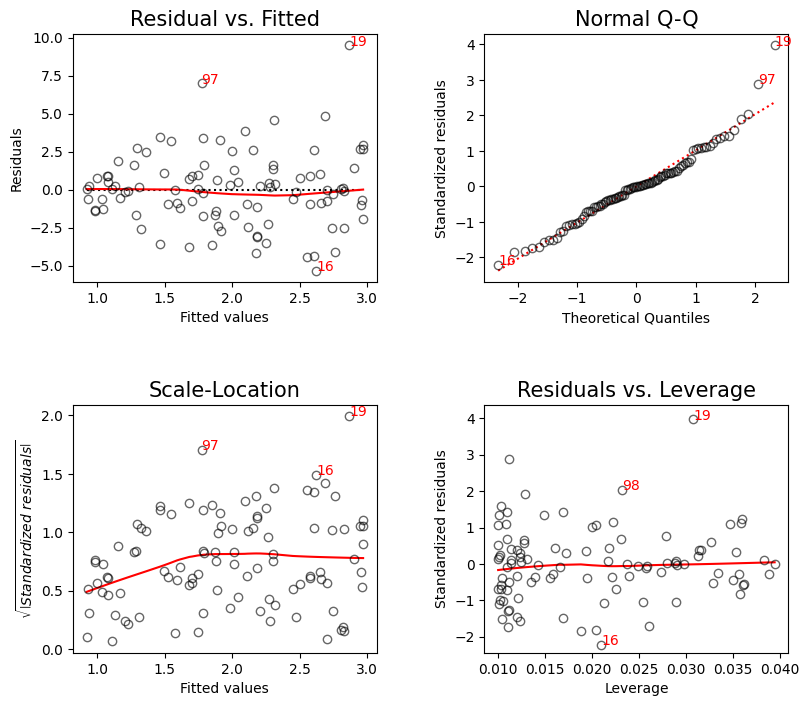 Residual vs. Fitted
19
97
16
10.0
7.5
5.0
2.5
0.0
−2.5
−5.0
Residuals
1.0 1.5 2.0 2.5 3.0
Fitted values
Normal Q-Q
19
97
16
4
3
2
1
0
−1
−2
Standardized residuals
−2 −1 0 1 2
Theoretical Quantiles
Scale-Location
19
97
16
2.0
1.5
1.0
0.5
0.0
√|Standardized residuals|
1.0 1.5 2.0 2.5 3.0
Fitted values
Residuals vs. Leverage
19
98
16
4
3
2
1
0
−1
−2
Standardized residuals
0.010 0.015 0.020 0.025 0.030 0.035 0.040
Leverage